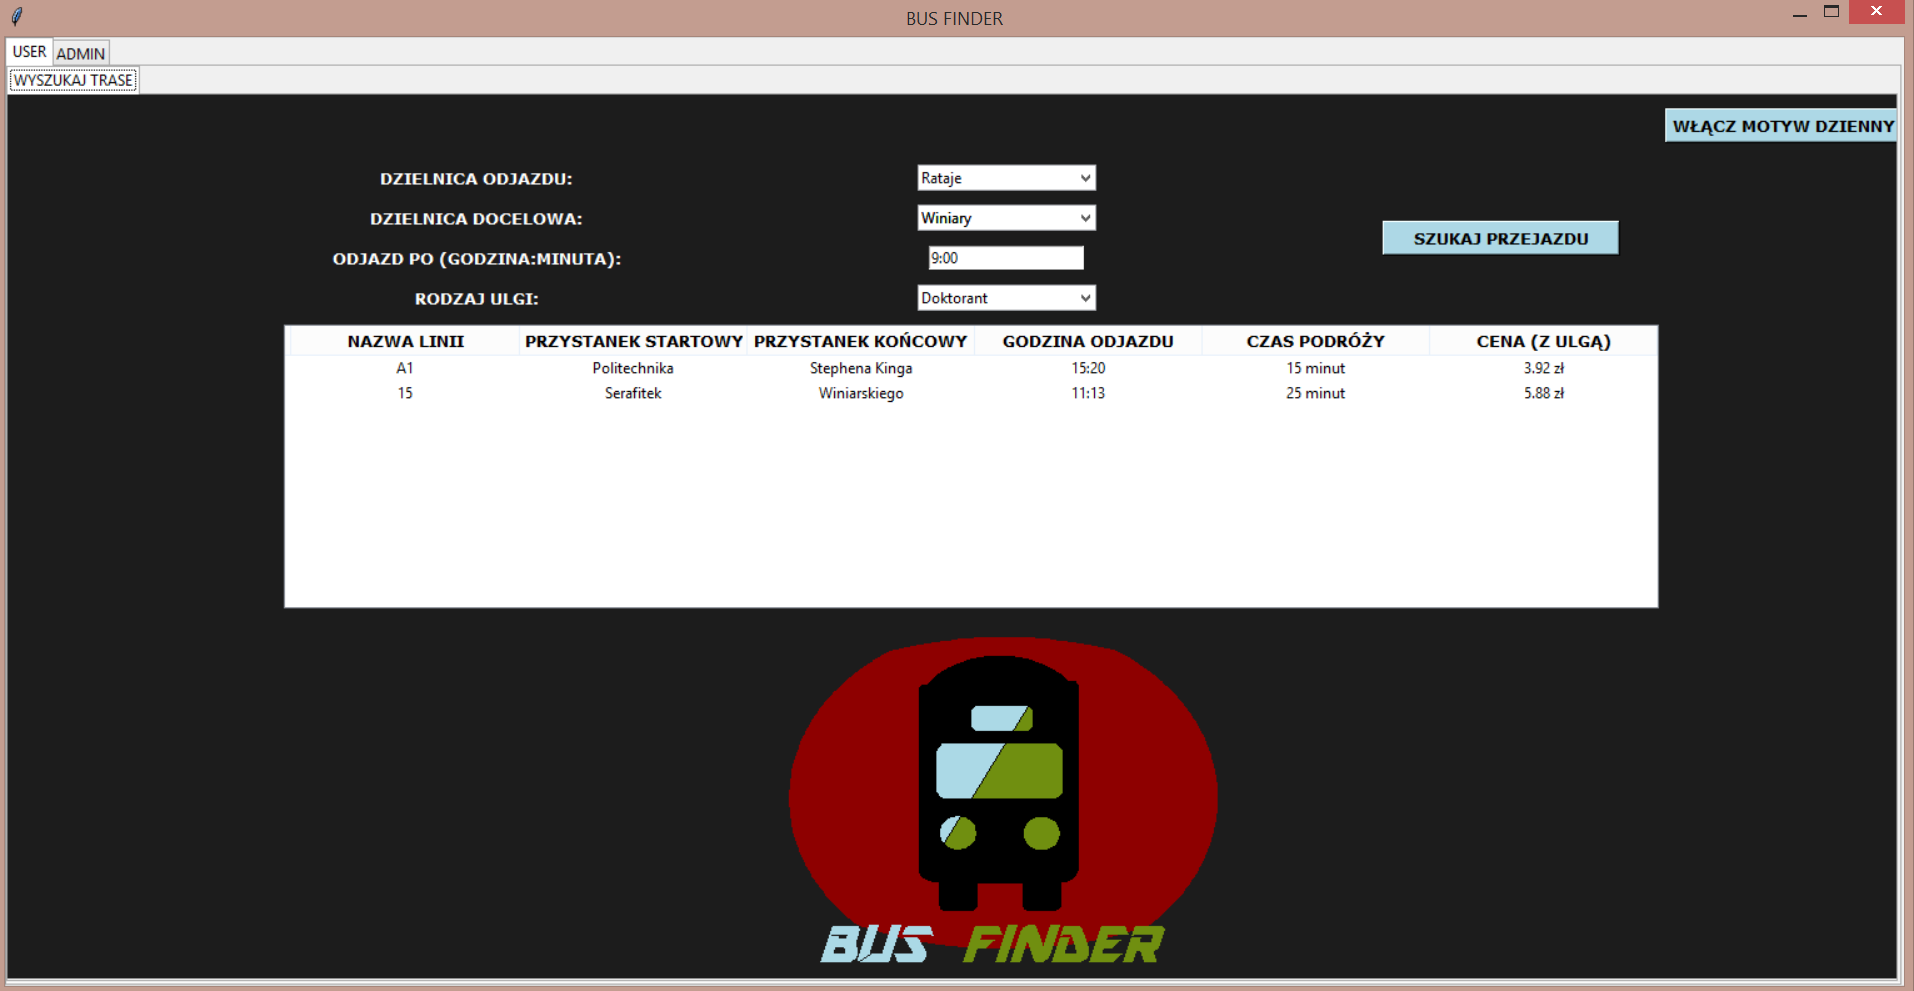 BUS FINDER
USER ADMIN
WYSZUKAJ TRASE
WŁĄCZ MOTYW DZIENNY
DZIELNICA ODJAZDU: Rataje
DZIELNICA DOCELOWA: Winiary
SZUKAJ PRZEJAZDU
ODJAZD PO (GODZINA:MINUTA): 9:00
RODZAJ ULGI: Doktorant
NAZWA LINII PRZYSTANEK STARTOWY PRZYSTANEK KOŃCOWY GODZINA ODJAZDU CZAS PODRÓŻY CENA (Z ULGĄ)
A1 Politechnika Stephena Kinga 15:20 15 minut 3.92 zł
15 Serafitek Winiarskiego 11:13 25 minut 5.88 zł
BUS FINDER